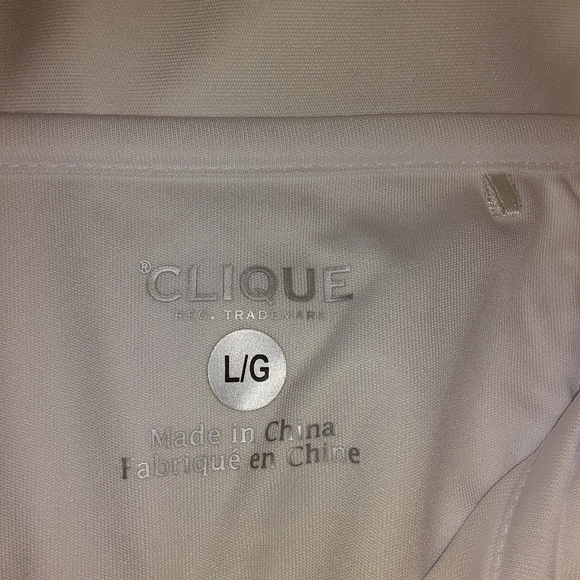 ®CLIQUE
REG. TRADEMARK
L/G
Made in China
Fabriqué en Chine